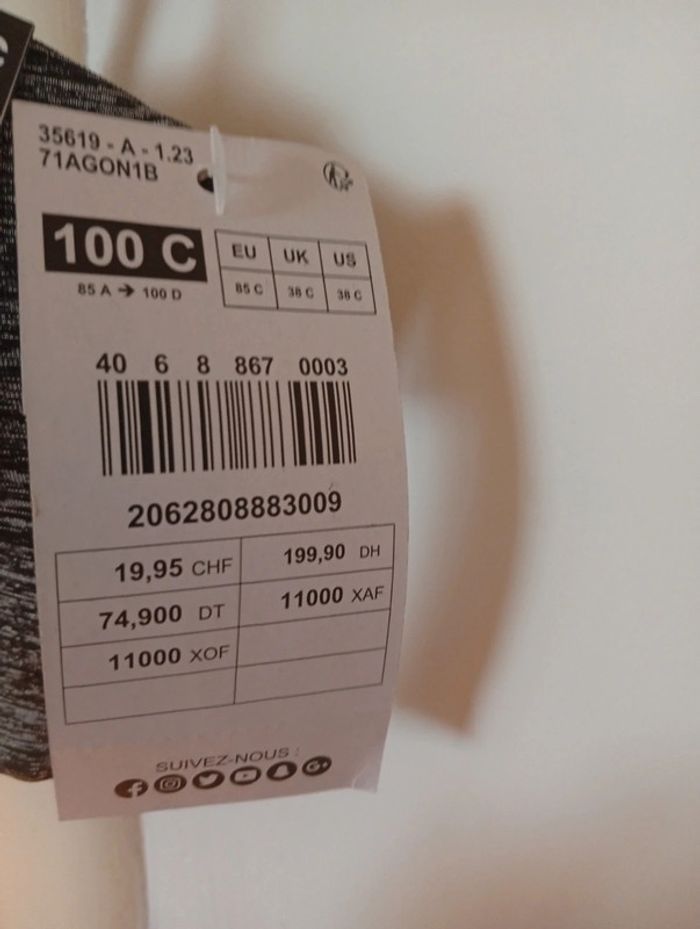 35619 - A - 1.23
71AGON1B
100 C
85 A → 100 D
EU UK US
85 C 38 C 38 C
40 6 8 867 0003
2062808883009
19,95 CHF 199,90 DH
74,900 DT 11000 XAF
11000 XOF
SUIVEZ-NOUS :